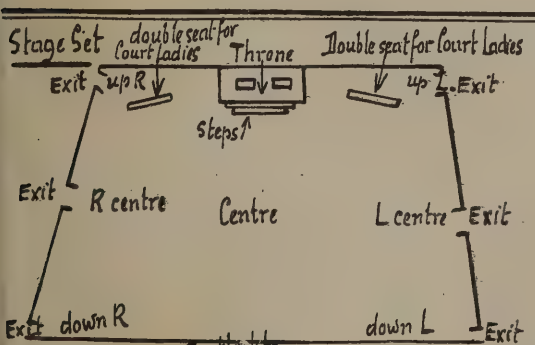 Stage Set
double seat for
Court Ladies
Throne
Double seat for Court Ladies
Exit
up R
up L.
Exit
steps
Exit
R centre
Centre
L centre
Exit
Exit
down R
down L
Exit